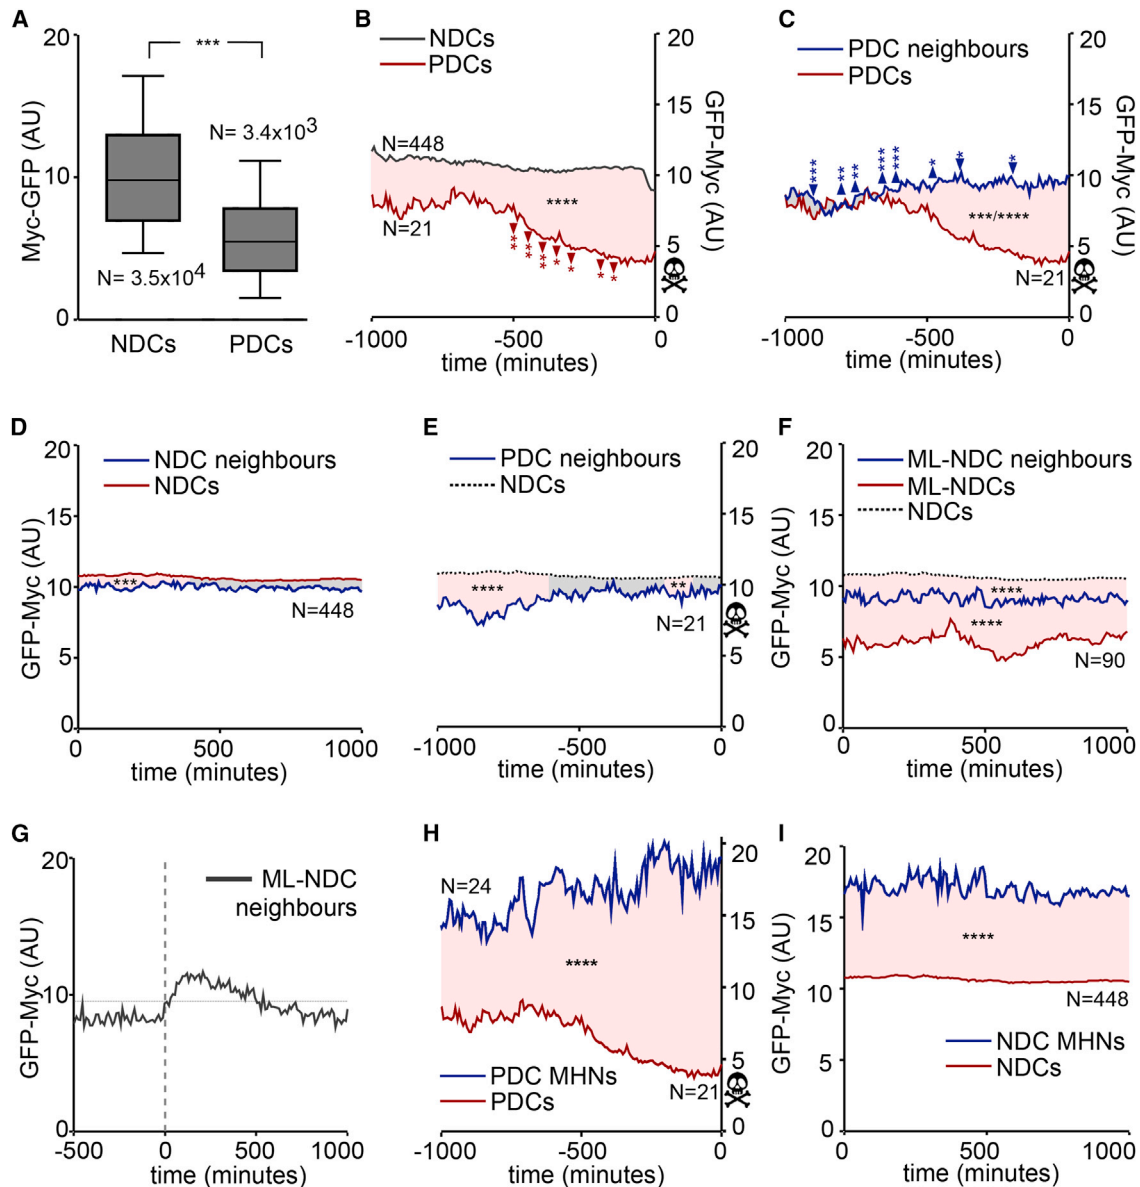 A
20
10
0
Myc-GFP (AU)
***
N= 3.4x10³
N= 3.5x10⁴
NDCs
PDCs
B
NDCs
PDCs
N=448
N=21
****
20
15
10
5
0
GFP-Myc (AU)
-1000
-500
0
time (minutes)
C
PDC neighbours
PDCs
***/****
N=21
20
15
10
5
0
GFP-Myc (AU)
-1000
-500
0
time (minutes)
D
NDC neighbours
NDCs
20
15
10
5
0
GFP-Myc (AU)
***
N=448
0
500
1000
time (minutes)
E
PDC neighbours
NDCs
****
**
N=21
20
15
10
5
0
-1000
-500
0
time (minutes)
F
ML-NDC neighbours
ML-NDCs
NDCs
20
15
10
5
0
GFP-Myc (AU)
****
****
N=90
0
500
1000
time (minutes)
G
ML-NDC
neighbours
20
10
0
GFP-Myc (AU)
-500
0
500
1000
time (minutes)
H
N=24
****
PDC MHNs
PDCs
N=21
20
15
10
5
0
-1000
-500
0
time (minutes)
I
20
15
10
5
0
GFP-Myc (AU)
****
N=448
NDC MHNs
NDCs
0
500
1000
time (minutes)